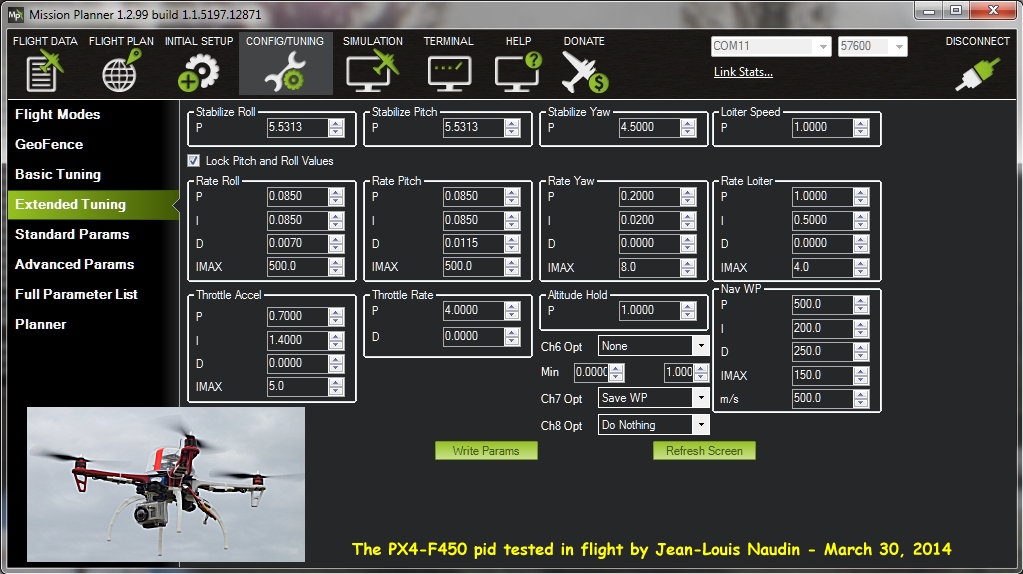 Mission Planner 1.2.99 build 1.1.5197.12871
FLIGHT DATA FLIGHT PLAN INITIAL SETUP CONFIG/TUNING SIMULATION TERMINAL HELP DONATE
COM11 57600 DISCONNECT
Link Stats...
Flight Modes
GeoFence
Basic Tuning
Extended Tuning
Standard Params
Advanced Params
Full Parameter List
Planner
Stabilize Roll
P 5.5313
Stabilize Pitch
P 5.5313
Stabilize Yaw
P 4.5000
Loiter Speed
P 1.0000
Lock Pitch and Roll Values
Rate Roll
P 0.0850
I 0.0850
D 0.0070
IMAX 500.0
Rate Pitch
P 0.0850
I 0.0850
D 0.0115
IMAX 500.0
Rate Yaw
P 0.2000
I 0.0200
D 0.0000
IMAX 8.0
Rate Loiter
P 1.0000
I 0.5000
D 0.0000
IMAX 4.0
Throttle Accel
P 0.7000
I 1.4000
D 0.0000
IMAX 5.0
Throttle Rate
P 4.0000
D 0.0000
Altitude Hold
P 1.0000
Nav WP
P 500.0
I 200.0
D 250.0
IMAX 150.0
m/s 500.0
Ch6 Opt None
Min 0.0000 1.000
Ch7 Opt Save WP
Ch8 Opt Do Nothing
Write Params
Refresh Screen
The PX4-F450 pid tested in flight by Jean-Louis Naudin - March 30, 2014